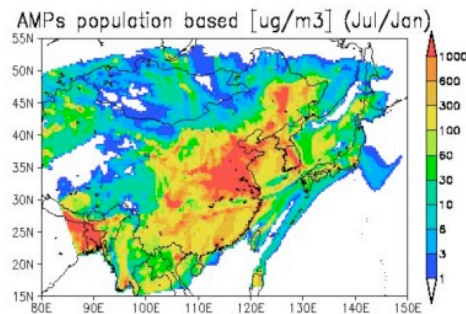 AMPs population based [ug/m3] (Jul/Jan)
55N
50N
45N
40N
35N
30N
25N
20N
15N
80E 90E 100E 110E 120E 130E 140E 150E
1000
600
300
100
60
30
10
6
3
1